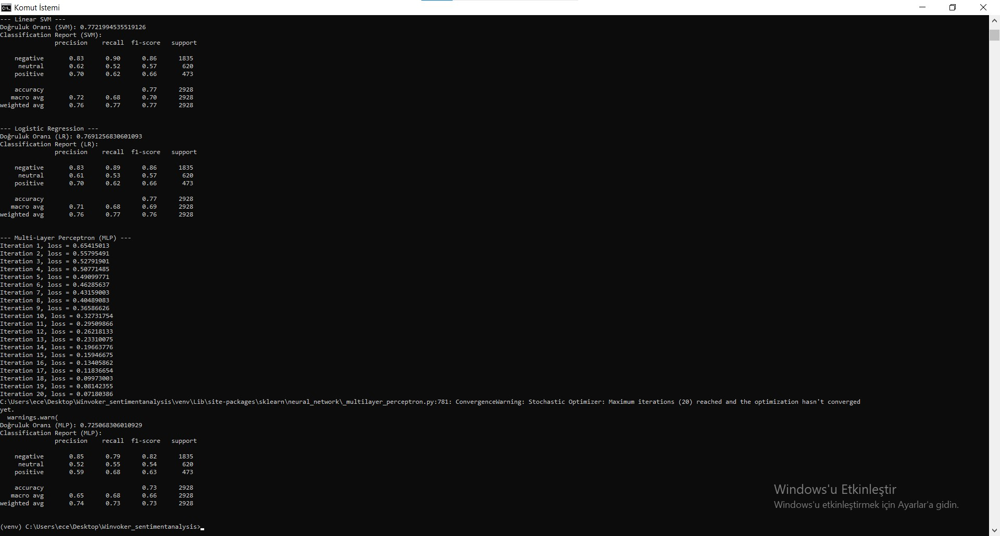 Komut İstemi
--- Linear SVM ---
Doğruluk Oranı (SVM): 0.7721994535519126
Classification Report (SVM):
precision recall f1-score support
negative 0.83 0.90 0.86 1835
neutral 0.62 0.52 0.57 620
positive 0.70 0.62 0.66 473
accuracy 0.77 2928
macro avg 0.72 0.68 0.70 2928
weighted avg 0.76 0.77 0.77 2928
--- Logistic Regression ---
Doğruluk Oranı (LR): 0.7691256830601093
Classification Report (LR):
precision recall f1-score support
negative 0.83 0.89 0.86 1835
neutral 0.61 0.53 0.57 620
positive 0.70 0.62 0.66 473
accuracy 0.77 2928
macro avg 0.71 0.68 0.69 2928
weighted avg 0.76 0.77 0.76 2928
--- Multi-Layer Perceptron (MLP) ---
Iteration 1, loss = 0.65415013
Iteration 2, loss = 0.55795491
Iteration 3, loss = 0.52791901
Iteration 4, loss = 0.50771485
Iteration 5, loss = 0.49099771
Iteration 6, loss = 0.46285637
Iteration 7, loss = 0.43159003
Iteration 8, loss = 0.40489083
Iteration 9, loss = 0.36586626
Iteration 10, loss = 0.32731754
Iteration 11, loss = 0.29509866
Iteration 12, loss = 0.26218133
Iteration 13, loss = 0.23310075
Iteration 14, loss = 0.19663776
Iteration 15, loss = 0.15946675
Iteration 16, loss = 0.13405862
Iteration 17, loss = 0.11836654
Iteration 18, loss = 0.09973003
Iteration 19, loss = 0.08142355
Iteration 20, loss = 0.07180386
C:\Users\ece\Desktop\Winvoker_sentimentanalysis\venv\Lib\site-packages\sklearn\neural_network\_multilayer_perceptron.py:781: ConvergenceWarning: Stochastic Optimizer: Maximum iterations (20) reached and the optimization hasn't converged
yet.
warnings.warn(
Doğruluk Oranı (MLP): 0.725068306010929
Classification Report (MLP):
precision recall f1-score support
negative 0.85 0.79 0.82 1835
neutral 0.52 0.55 0.54 620
positive 0.59 0.68 0.63 473
accuracy 0.73 2928
macro avg 0.65 0.68 0.66 2928
weighted avg 0.74 0.73 0.73 2928
(venv) C:\Users\ece\Desktop\Winvoker_sentimentanalysis>
Windows'u Etkinleştir
Windows'u etkinleştirmek için Ayarlar'a gidin.